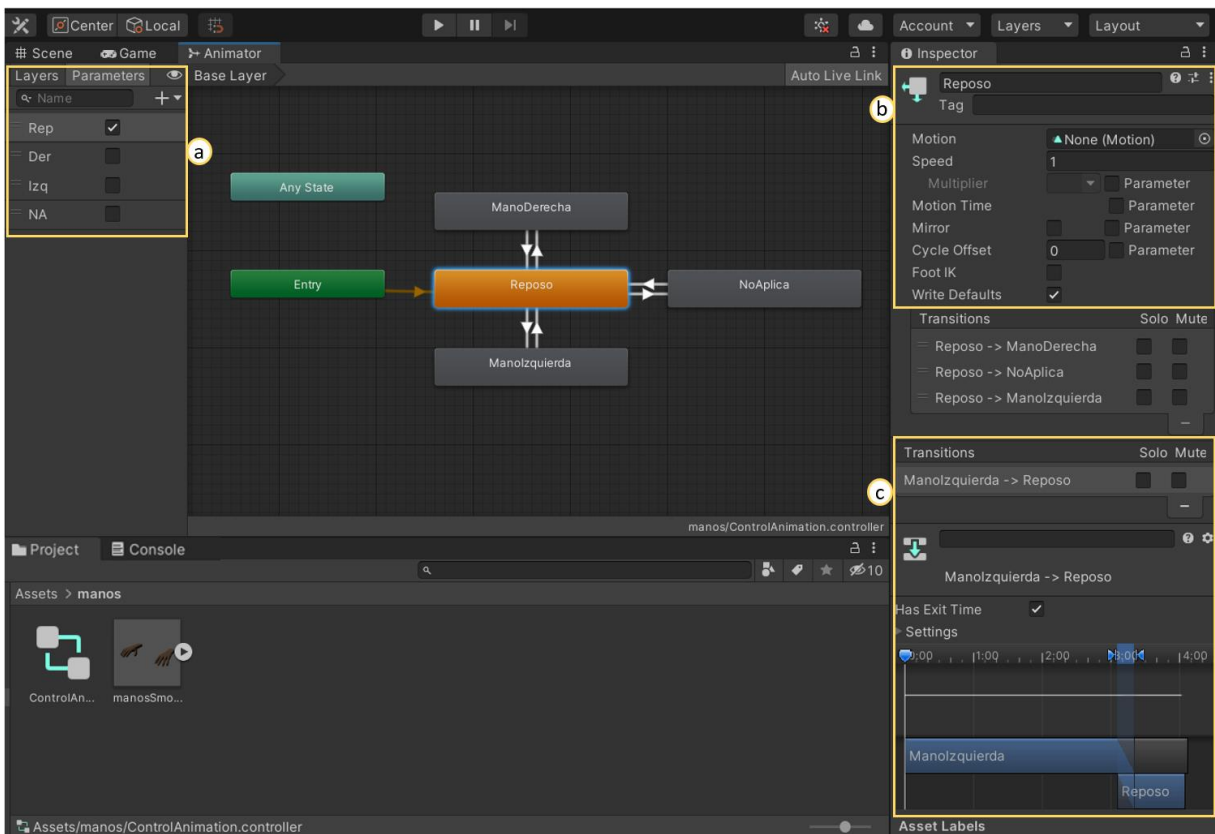 Center Local
Account Layers Layout
Scene Game Animator
Inspector
Layers Parameters
Base Layer
Auto Live Link
Name
Rep
Der
Izq
NA
a
Any State
Entry
ManoDerecha
Reposo
NoAplica
ManoIzquierda
manos/ControlAnimation.controller
b
Reposo
Tag
Motion None (Motion)
Speed 1
Multiplier Parameter
Motion Time Parameter
Mirror Parameter
Cycle Offset 0 Parameter
Foot IK
Write Defaults
Transitions Solo Mute
Reposo -> ManoDerecha
Reposo -> NoAplica
Reposo -> ManoIzquierda
c
Transitions Solo Mute
ManoIzquierda -> Reposo
ManoIzquierda -> Reposo
Has Exit Time
Settings
0:00 1:00 2:00 3:00 4:00
ManoIzquierda
Reposo
Asset Labels
Project Console
10
Assets > manos
ControlAn... manosSmo...
Assets/manos/ControlAnimation.controller